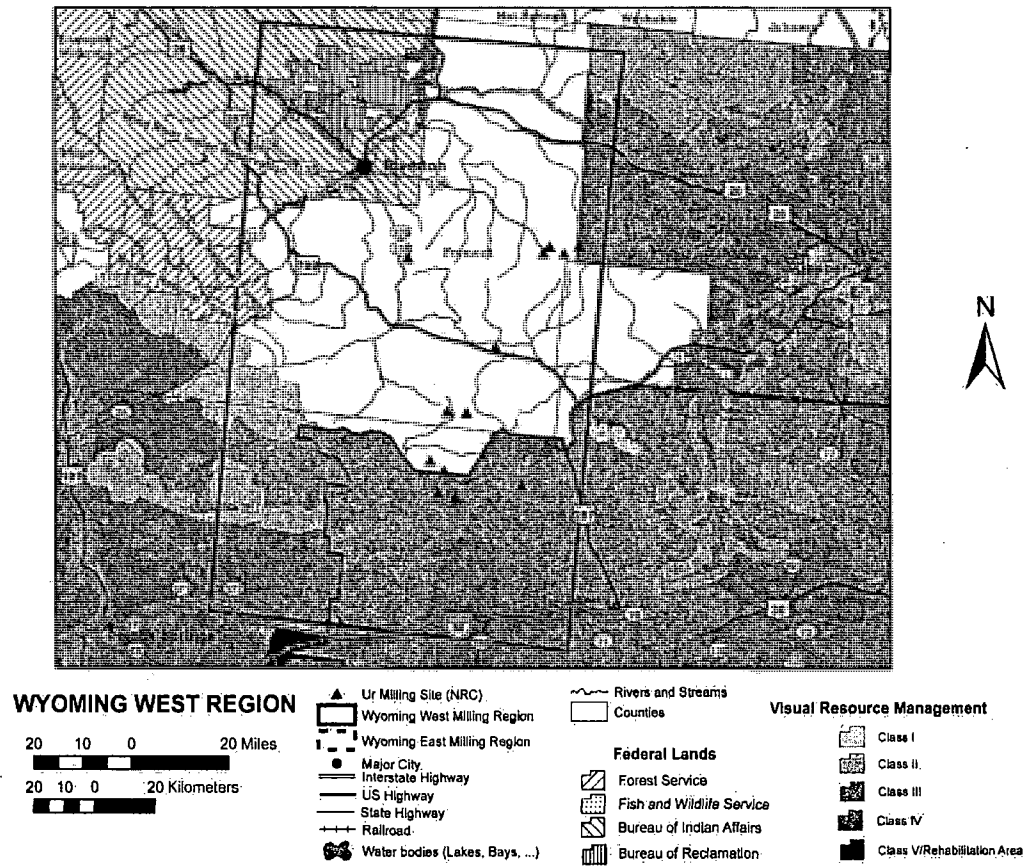 N
WYOMING WEST REGION
20 10 0 20 Miles
20 10 0 20 Kilometers
Ur Milling Site (NRC)
Wyoming West Milling Region
Wyoming East Milling Region
Major City
Interstate Highway
US Highway
State Highway
Railroad
Water bodies (Lakes, Bays, ...)
Rivers and Streams
Counties
Federal Lands
Forest Service
Fish and Wildlife Service
Bureau of Indian Affairs
Bureau of Reclamation
Visual Resource Management
Class I
Class II
Class III
Class IV
Class V/Rehabilitation Area